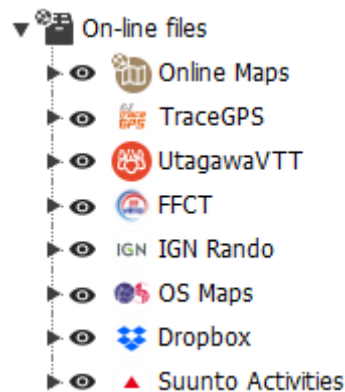 On-line files
Online Maps
TraceGPS
UtagawaVTT
FFCT
IGN IGN Rando
OS Maps
Dropbox
Suunto Activities